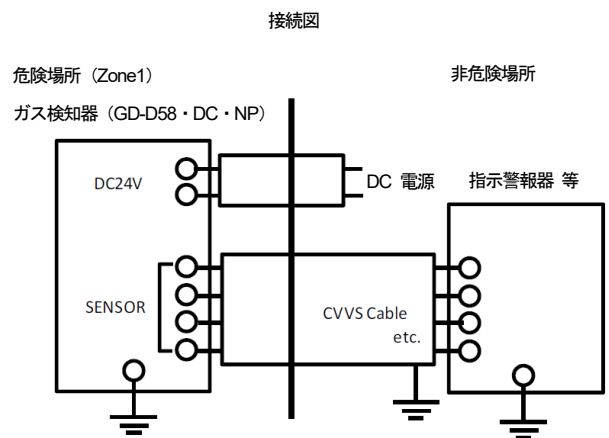 接続図
危険場所（Zone1）
非危険場所
ガス検知器（GD-D58・DC・NP）
DC24V
DC 電源
指示警報器 等
SENSOR
CVVS Cable
etc.